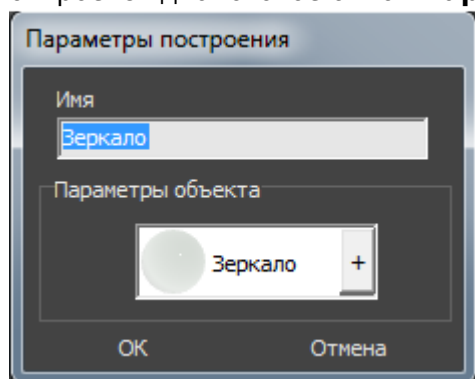 Параметры построения
Имя
Зеркало
Параметры объекта
Зеркало +
ОК Отмена